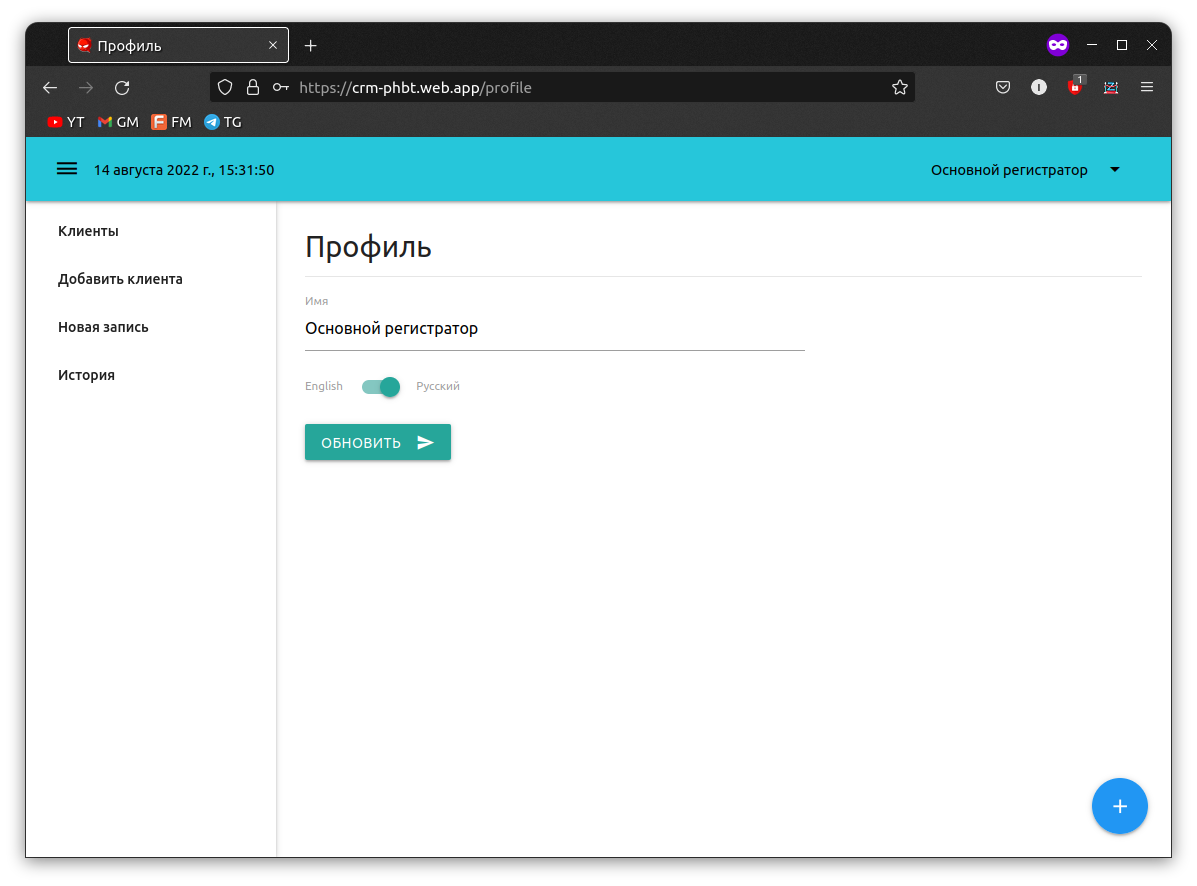 Профиль
https://crm-phbt.web.app/profile
1
YT GM FM TG
14 августа 2022 г., 15:31:50
Основной регистратор
Клиенты
Добавить клиента
Новая запись
История
Профиль
Имя
Основной регистратор
English Русский
ОБНОВИТЬ